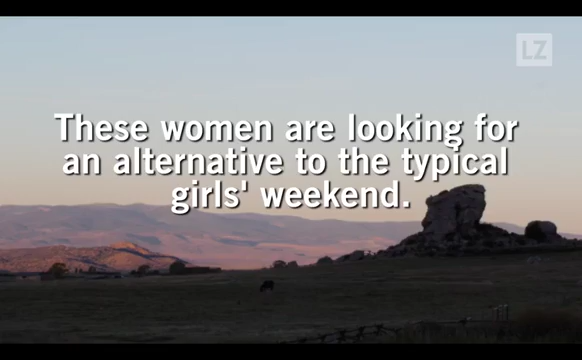 LZ
These women are looking for
an alternative to the typical
girls' weekend.